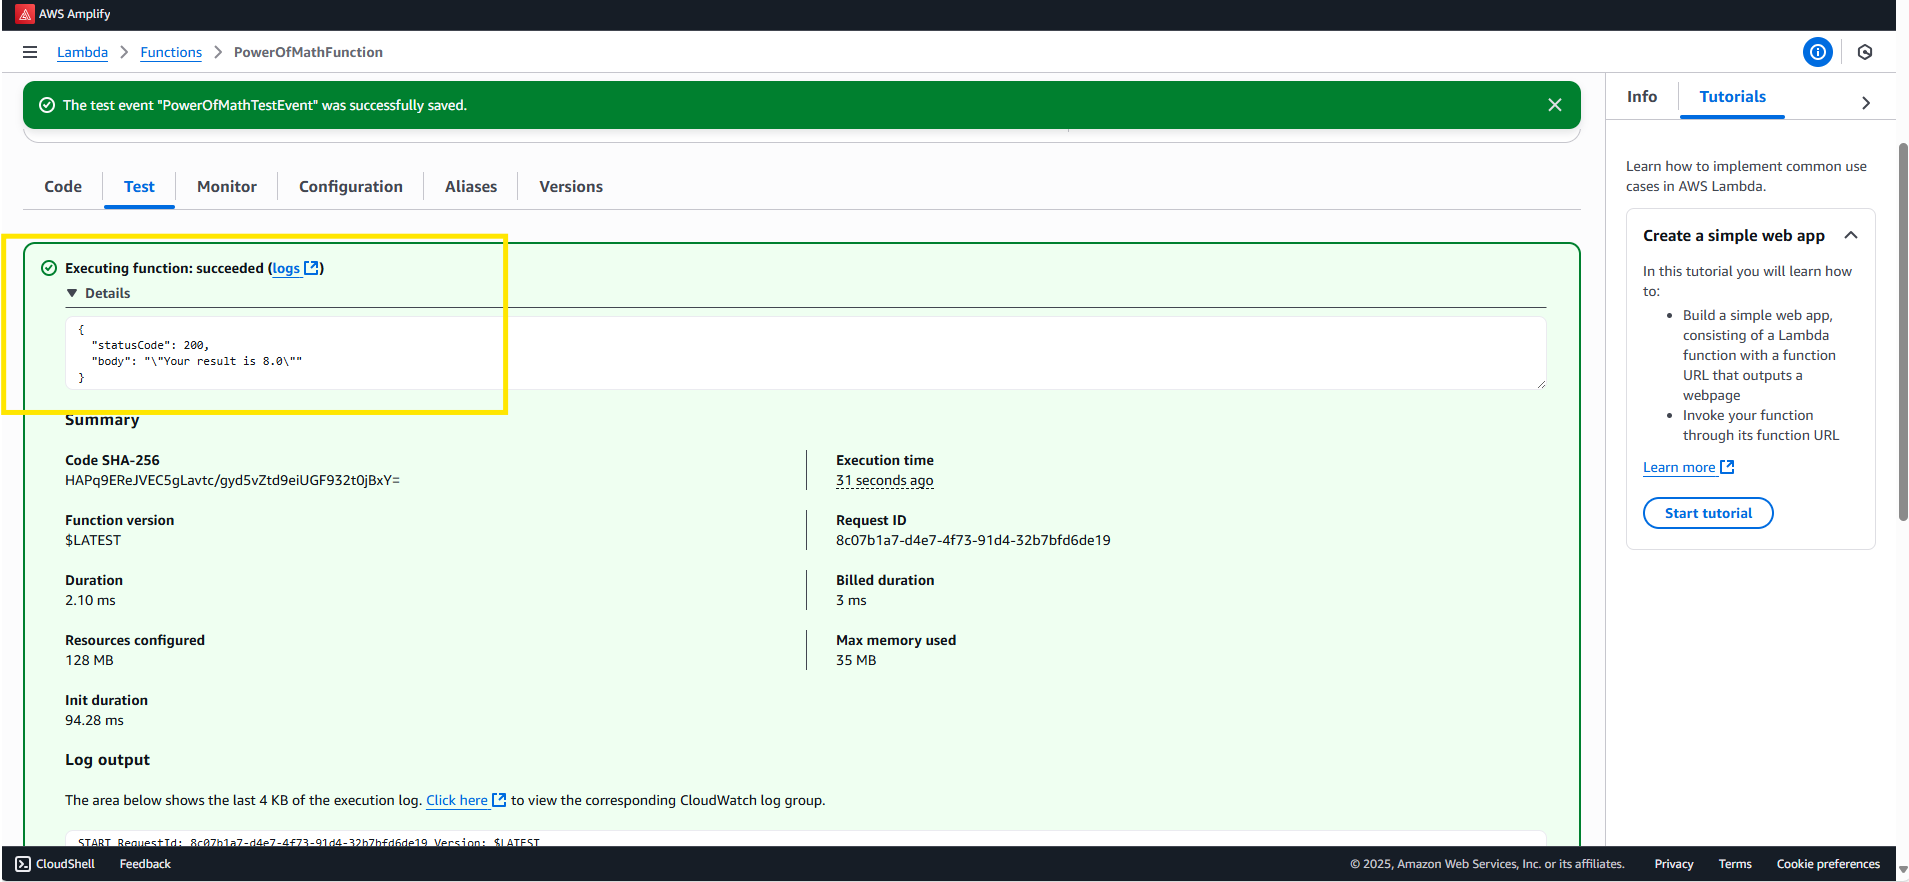 AWS Amplify
Lambda > Functions > PowerOfMathFunction
The test event "PowerOfMathTestEvent" was successfully saved.
Code Test Monitor Configuration Aliases Versions
Executing function: succeeded (logs)
Details
{
"statusCode": 200,
"body": "\"Your result is 8.0\""
}
Summary
Code SHA-256
HAPq9EReJVEC5gLavtc/gyd5vZtd9eiUGF932t0jBxY=
Execution time
31 seconds ago
Function version
$LATEST
Request ID
8c07b1a7-d4e7-4f73-91d4-32b7bfd6de19
Duration
2.10 ms
Billed duration
3 ms
Resources configured
128 MB
Max memory used
35 MB
Init duration
94.28 ms
Log output
The area below shows the last 4 KB of the execution log. Click here to view the corresponding CloudWatch log group.
START RequestId: 8c07b1a7-d4e7-4f73-91d4-32b7bfd6de19 Version: $LATEST
Info Tutorials
Learn how to implement common use
cases in AWS Lambda.
Create a simple web app
In this tutorial you will learn how
to:
• Build a simple web app,
consisting of a Lambda
function with a function
URL that outputs a
webpage
• Invoke your function
through its function URL
Learn more
Start tutorial
CloudShell Feedback
© 2025, Amazon Web Services, Inc. or its affiliates. Privacy Terms Cookie preferences